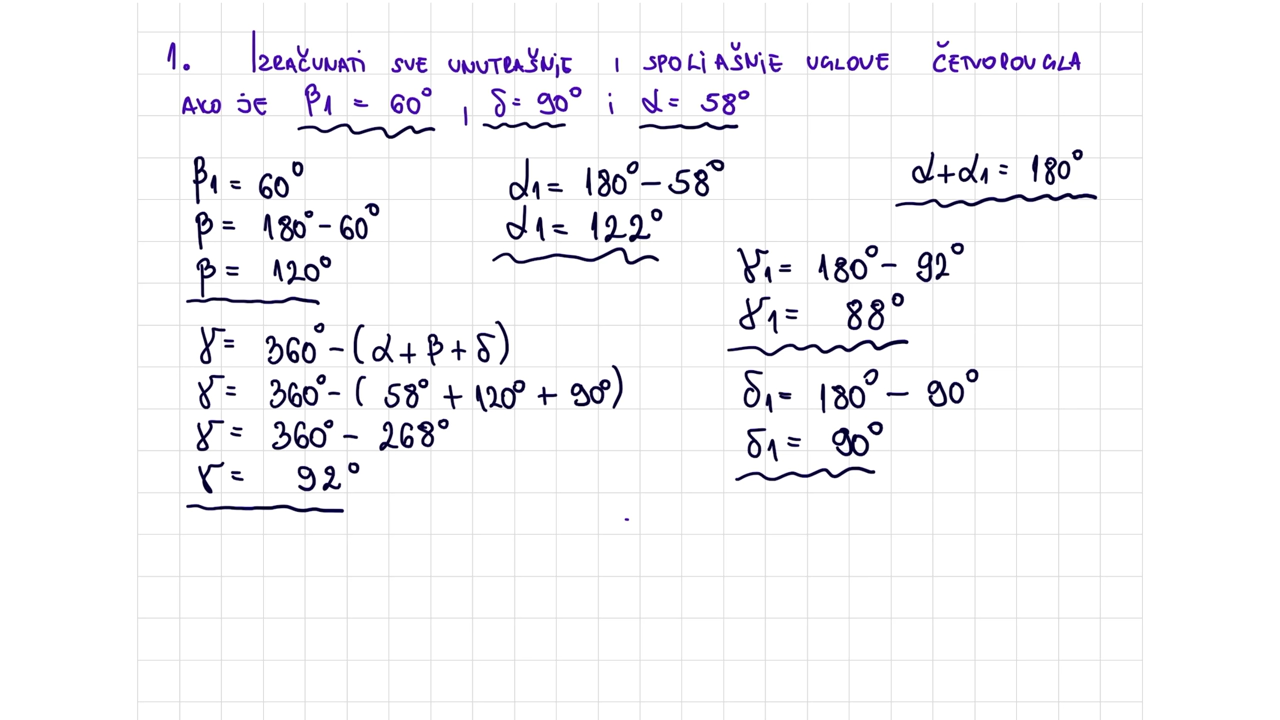 1. IZRAČUNATI SVE UNUTRAŠNJE I SPOLJAŠNJE UGLOVE ČETVOROUGLA
AKO JE β1 = 60°, δ = 90° i α = 58°
β1 = 60°
β = 180° - 60°
β = 120°
α1 = 180° - 58°
α1 = 122°
α + α1 = 180°
γ = 360° - (α + β + δ)
γ = 360° - (58° + 120° + 90°)
γ = 360° - 268°
γ = 92°
γ1 = 180° - 92°
γ1 = 88°
δ1 = 180° - 90°
δ1 = 90°